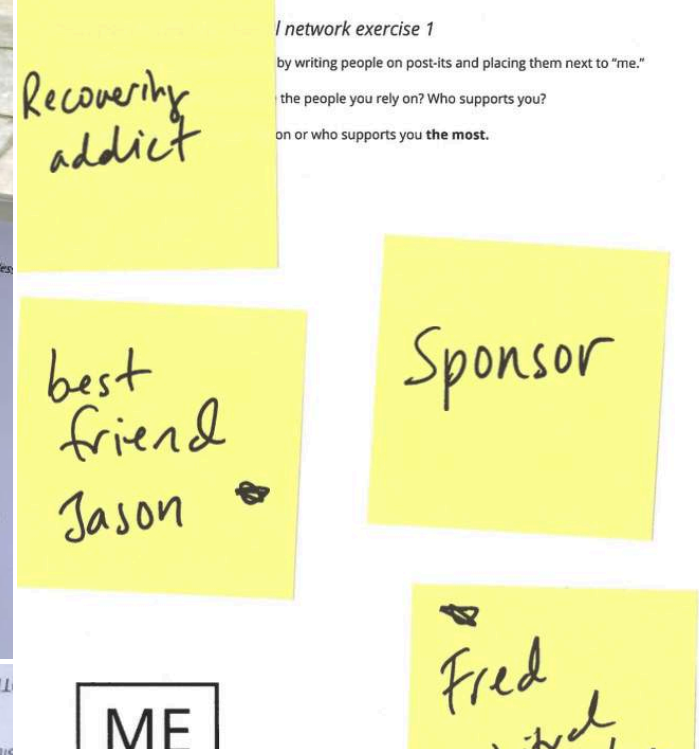 l network exercise 1
by writing people on post-its and placing them next to “me.”
the people you rely on? Who supports you?
on or who supports you the most.
Recovering
addict
best
friend
Jason
Sponsor
Fred
ME